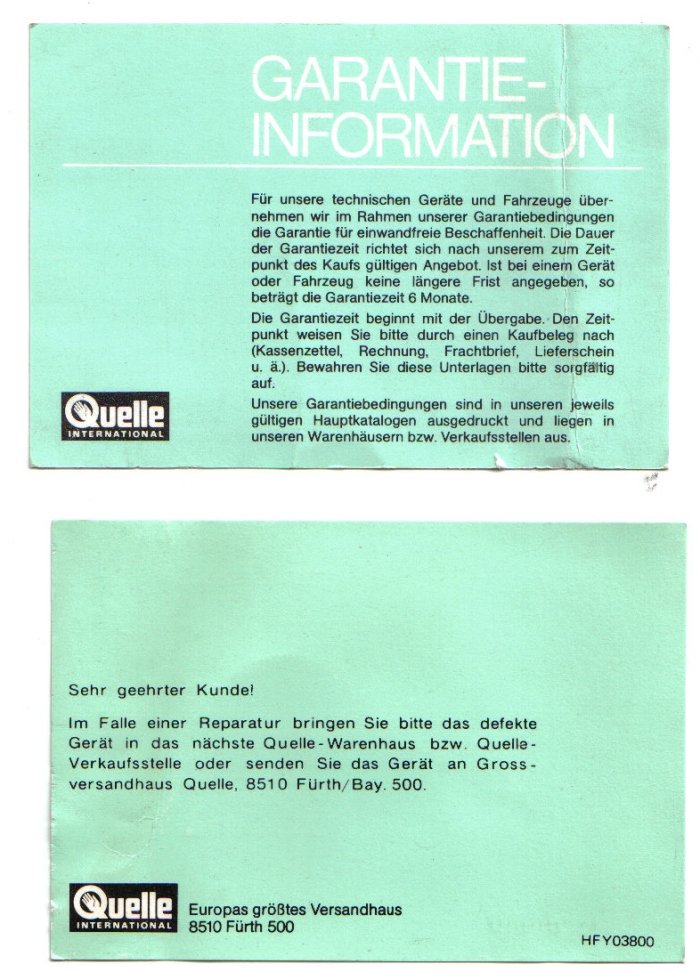 GARANTIE-
INFORMATION
Für unsere technischen Geräte und Fahrzeuge über-
nehmen wir im Rahmen unserer Garantiebedingungen
die Garantie für einwandfreie Beschaffenheit. Die Dauer
der Garantiezeit richtet sich nach unserem zum Zeit-
punkt des Kaufs gültigen Angebot. Ist bei einem Gerät
oder Fahrzeug keine längere Frist angegeben, so
beträgt die Garantiezeit 6 Monate.
Die Garantiezeit beginnt mit der Übergabe. Den Zeit-
punkt weisen Sie bitte durch einen Kaufbeleg nach
(Kassenzettel, Rechnung, Frachtbrief, Lieferschein
u. ä.). Bewahren Sie diese Unterlagen bitte sorgfältig
auf.
Unsere Garantiebedingungen sind in unseren jeweils
gültigen Hauptkatalogen ausgedruckt und liegen in
unseren Warenhäusern bzw. Verkaufsstellen aus.
Quelle
INTERNATIONAL
Sehr geehrter Kunde!
Im Falle einer Reparatur bringen Sie bitte das defekte
Gerät in das nächste Quelle-Warenhaus bzw. Quelle-
Verkaufsstelle oder senden Sie das Gerät an Gross-
versandhaus Quelle, 8510 Fürth/Bay. 500.
Quelle
INTERNATIONAL
Europas größtes Versandhaus
8510 Fürth 500
HFY03800